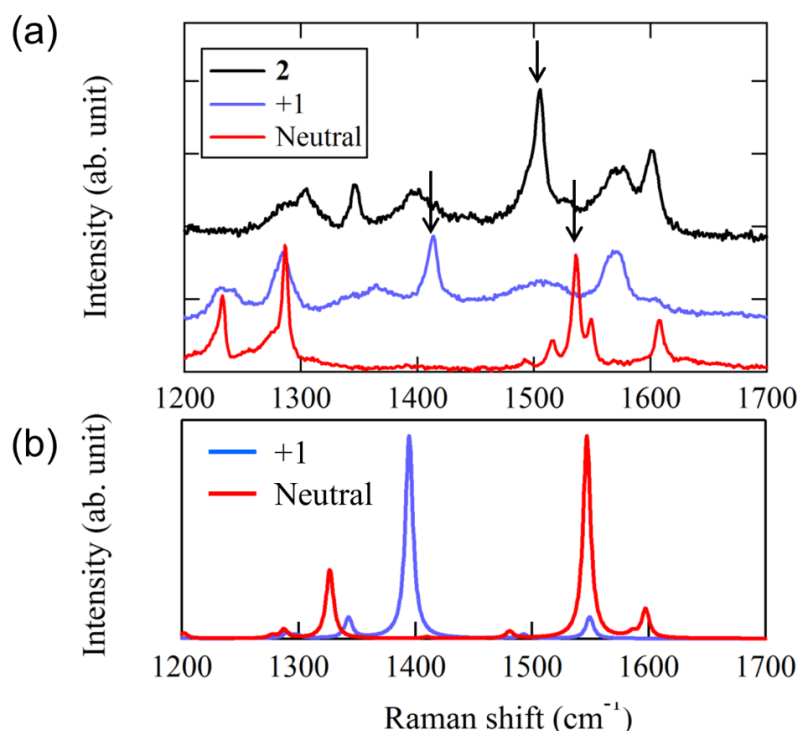 (a)
2
+1
Neutral
Intensity (ab. unit)
1200 1300 1400 1500 1600 1700
(b)
+1
Neutral
Intensity (ab. unit)
1200 1300 1400 1500 1600 1700
Raman shift (cm⁻¹)